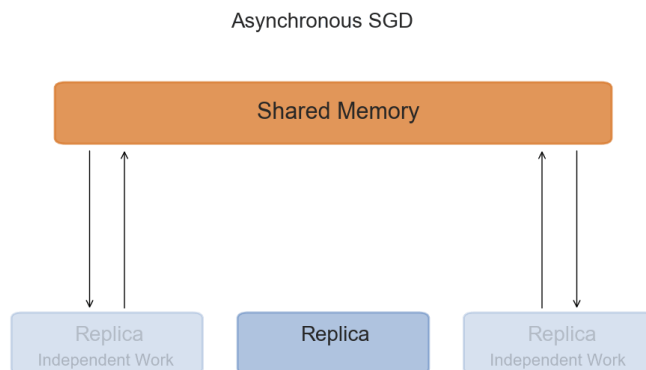 Asynchronous SGD
Shared Memory
Replica
Independent Work
Replica
Replica
Independent Work